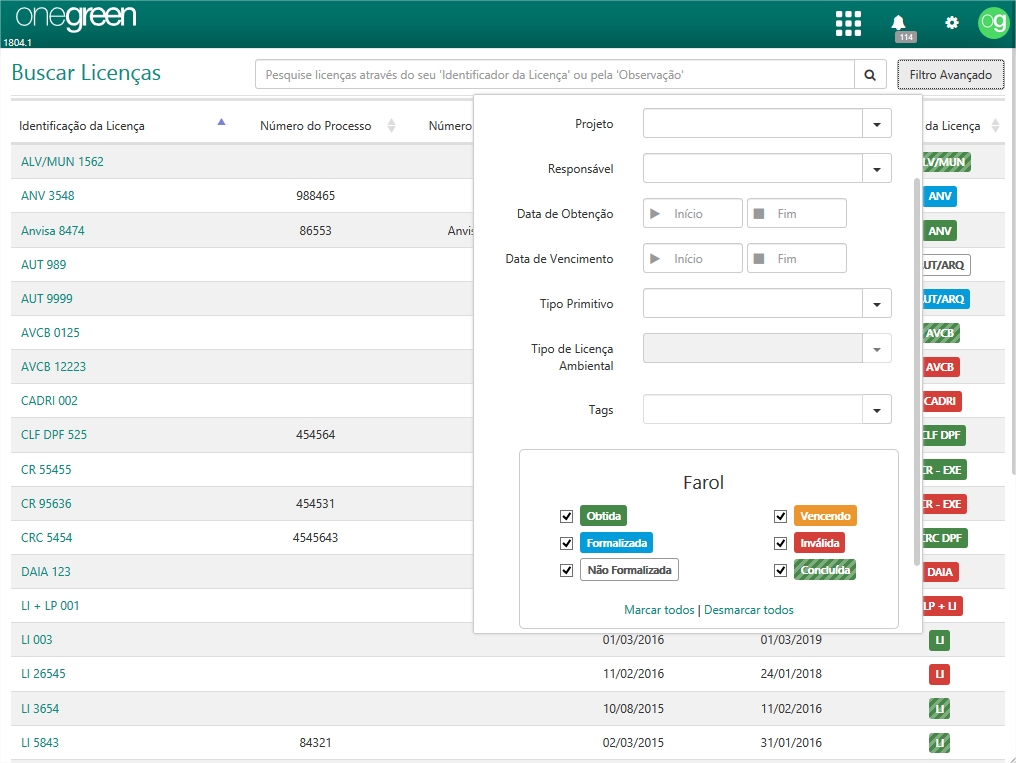 onegreen
1804.1
114
og
Buscar Licenças
Pesquise licenças através do seu 'Identificador da Licença' ou pela 'Observação'
Filtro Avançado
Identificação da Licença
Número do Processo
Número
da Licença
ALV/MUN 1562
LV/MUN
ANV 3548
988465
ANV
Anvisa 8474
86553
Anvis
ANV
AUT 989
UT/ARQ
AUT 9999
UT/ARQ
AVCB 0125
AVCB
AVCB 12223
AVCB
CADRI 002
CADRI
CLF DPF 525
454564
CLF DPF
CR 55455
CR - EXE
CR 95636
454531
CR - EXE
CRC 5454
4545643
CRC DPF
DAIA 123
DAIA
LI + LP 001
LP + LI
LI 003
01/03/2016
01/03/2019
LI
LI 26545
11/02/2016
24/01/2018
LI
LI 3654
10/08/2015
11/02/2016
LI
LI 5843
84321
02/03/2015
31/01/2016
LI
Projeto
Responsável
Data de Obtenção
Início
Fim
Data de Vencimento
Início
Fim
Tipo Primitivo
Tipo de Licença
Ambiental
Tags
Farol
Obtida
Vencendo
Formalizada
Inválida
Não Formalizada
Concluída
Marcar todos | Desmarcar todos